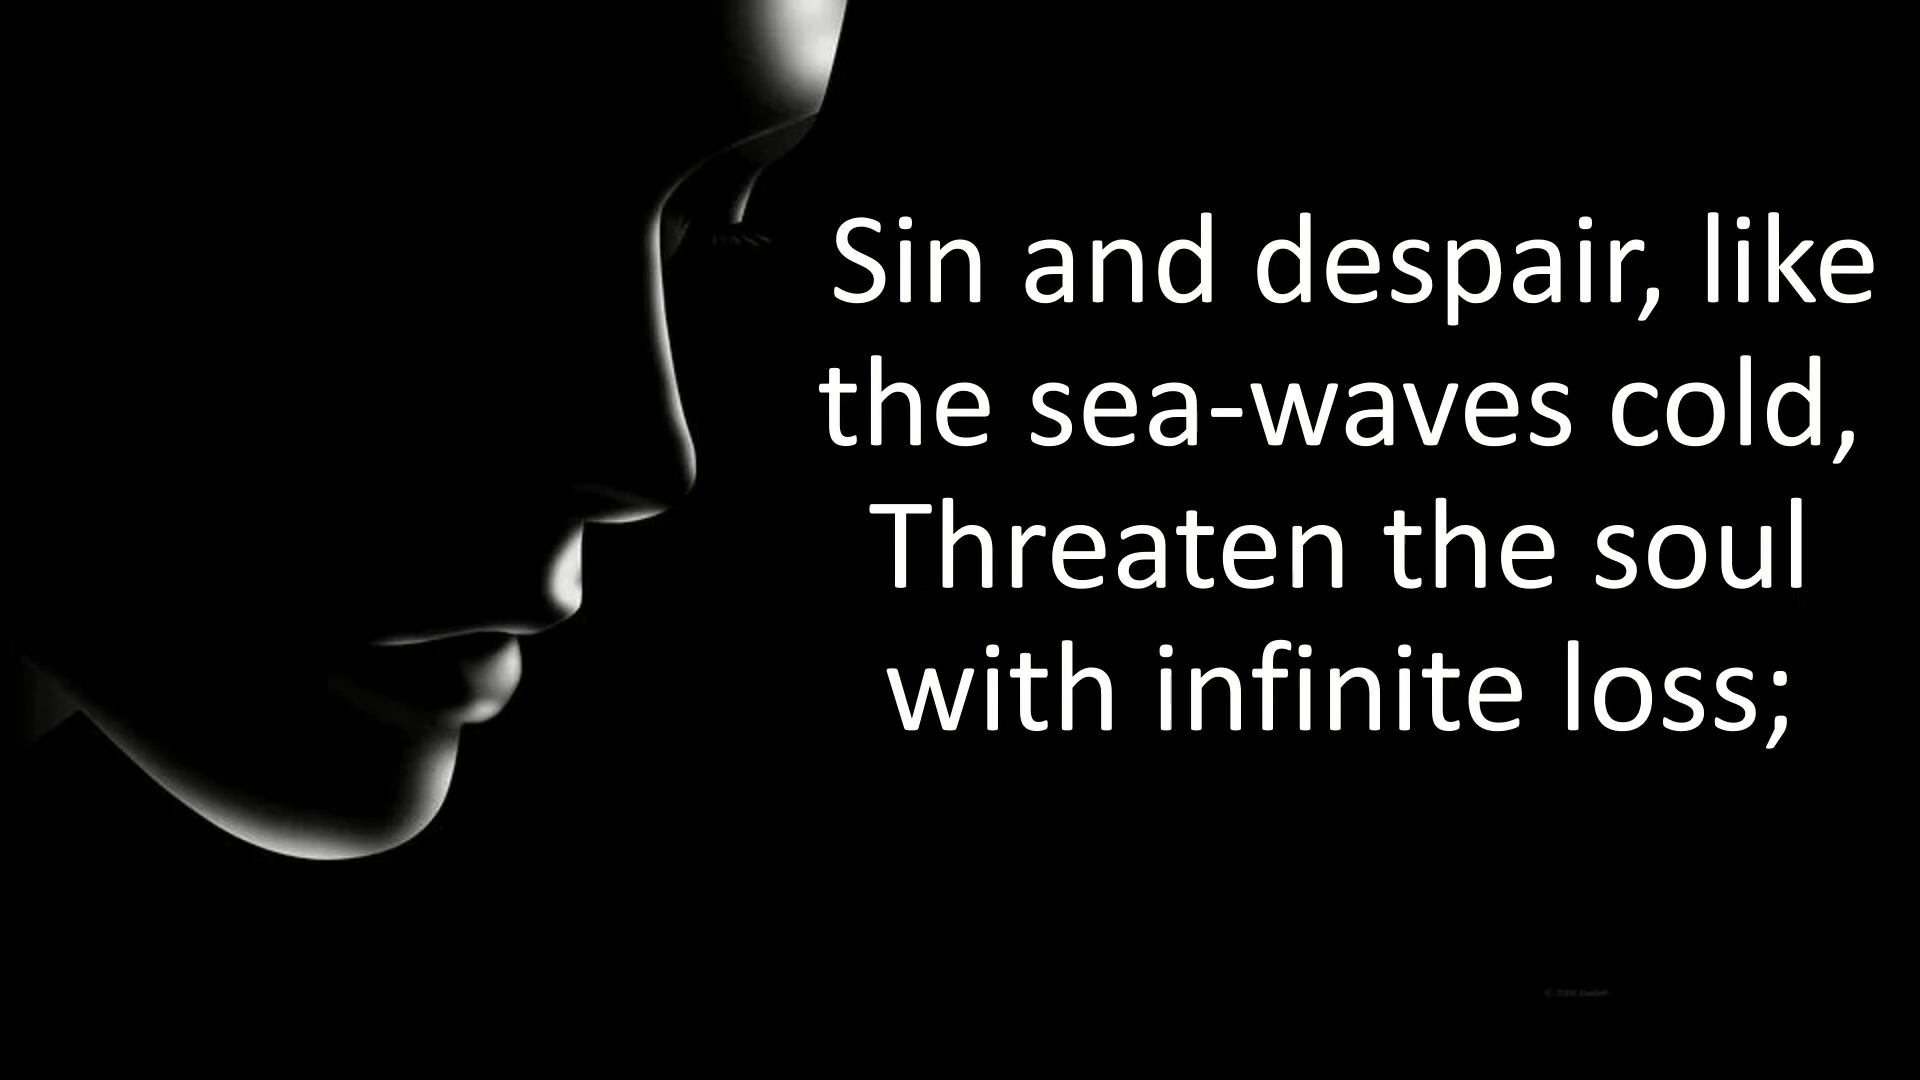 Sin and despair, like
the sea-waves cold,
Threaten the soul
with infinite loss;